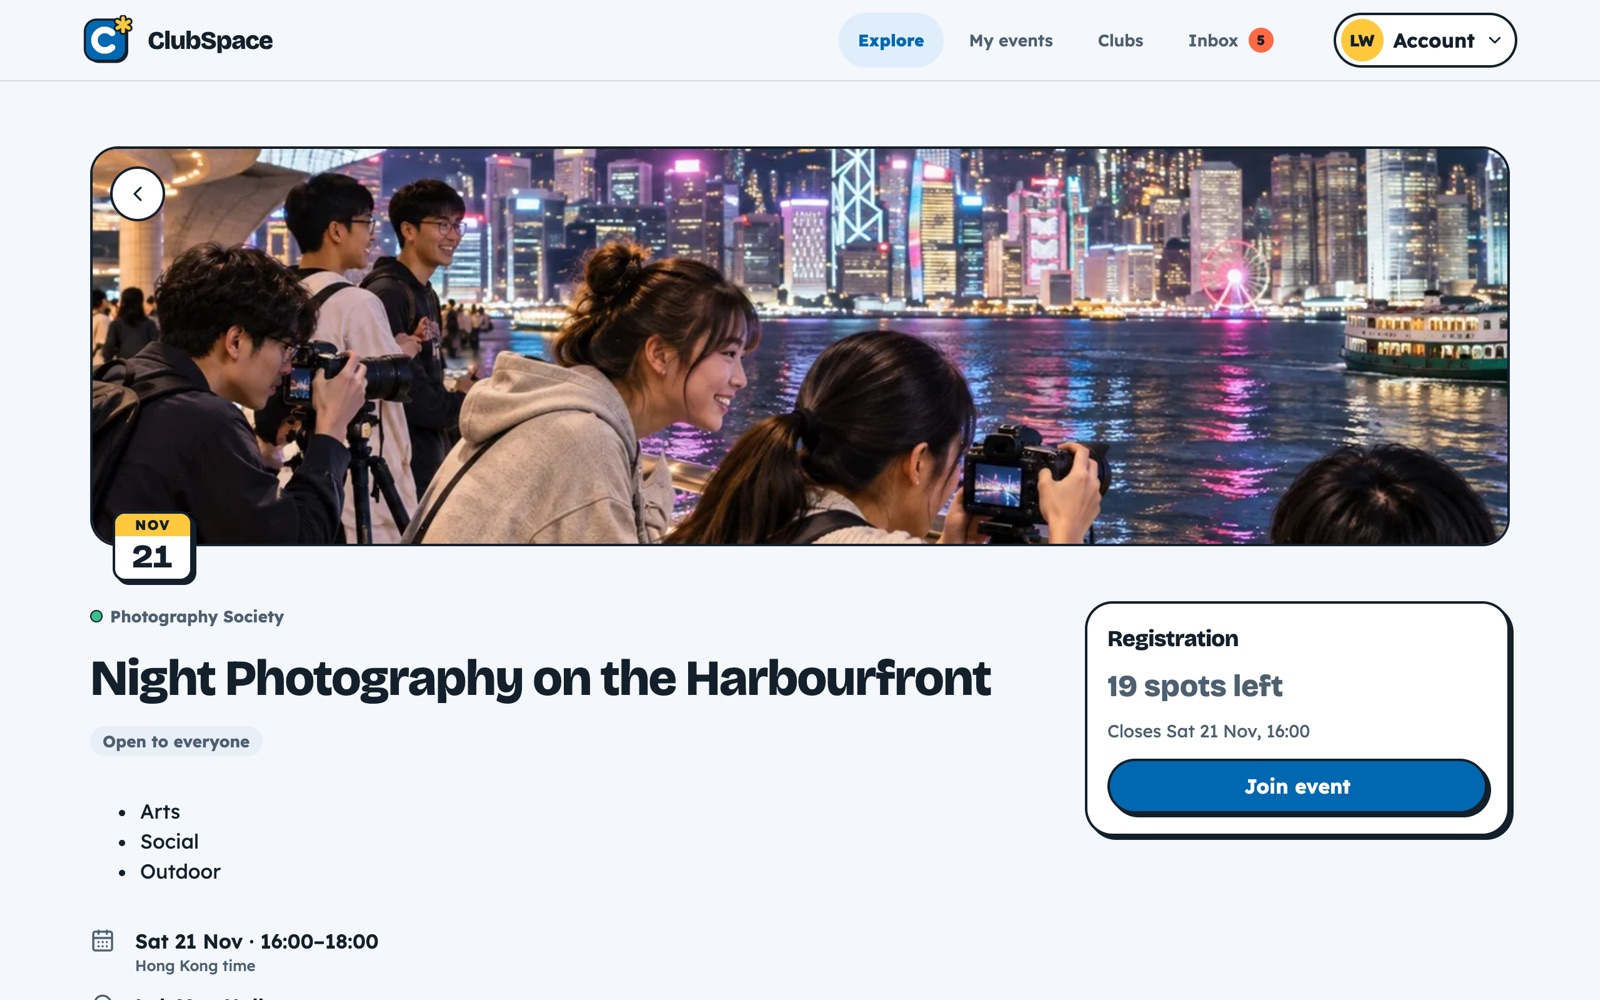 C
ClubSpace
Explore
My events
Clubs
Inbox 5
LW Account
NOV
21
Photography Society
Night Photography on the Harbourfront
Open to everyone
Arts
Social
Outdoor
Sat 21 Nov · 16:00–18:00
Hong Kong time
Registration
19 spots left
Closes Sat 21 Nov, 16:00
Join event